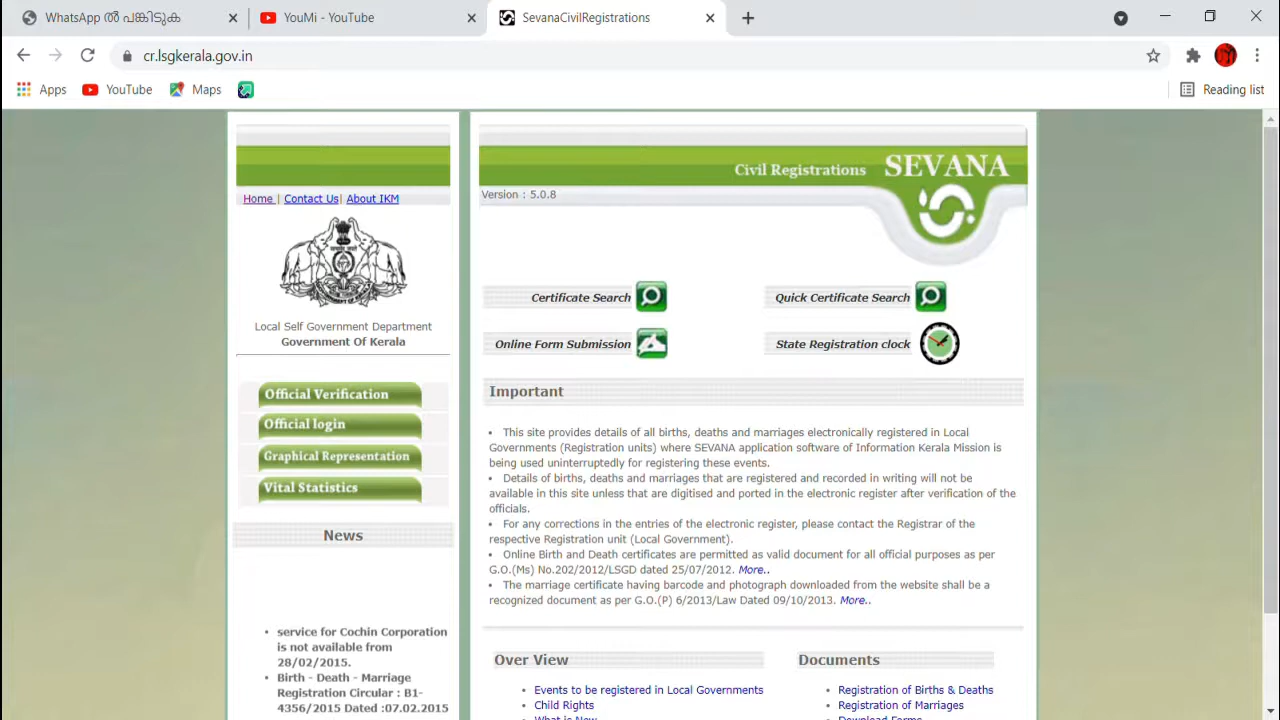 WhatsApp ൽ പങ്കിടുക
YouMi - YouTube
SevanaCivilRegistrations
cr.lsgkerala.gov.in
Apps
YouTube
Maps
Reading list
Home | Contact Us| About IKM
Local Self Government Department
Government Of Kerala
Official Verification
Official login
Graphical Representation
Vital Statistics
News
• service for Cochin Corporation
is not available from
28/02/2015.
• Birth - Death - Marriage
Registration Circular : B1-
4356/2015 Dated :07.02.2015
Civil Registrations SEVANA
Version : 5.0.8
Certificate Search
Quick Certificate Search
Online Form Submission
State Registration clock
Important
• This site provides details of all births, deaths and marriages electronically registered in Local
Governments (Registration units) where SEVANA application software of Information Kerala Mission is
being used uninterruptedly for registering these events.
• Details of births, deaths and marriages that are registered and recorded in writing will not be
available in this site unless that are digitised and ported in the electronic register after verification of the
officials.
• For any corrections in the entries of the electronic register, please contact the Registrar of the
respective Registration unit (Local Government).
• Online Birth and Death certificates are permitted as valid document for all official purposes as per
G.O.(Ms) No.202/2012/LSGD dated 25/07/2012. More..
• The marriage certificate having barcode and photograph downloaded from the website shall be a
recognized document as per G.O.(P) 6/2013/Law Dated 09/10/2013. More..
Over View
• Events to be registered in Local Governments
• Child Rights
• What is New
Documents
• Registration of Births & Deaths
• Registration of Marriages
• Download Forms